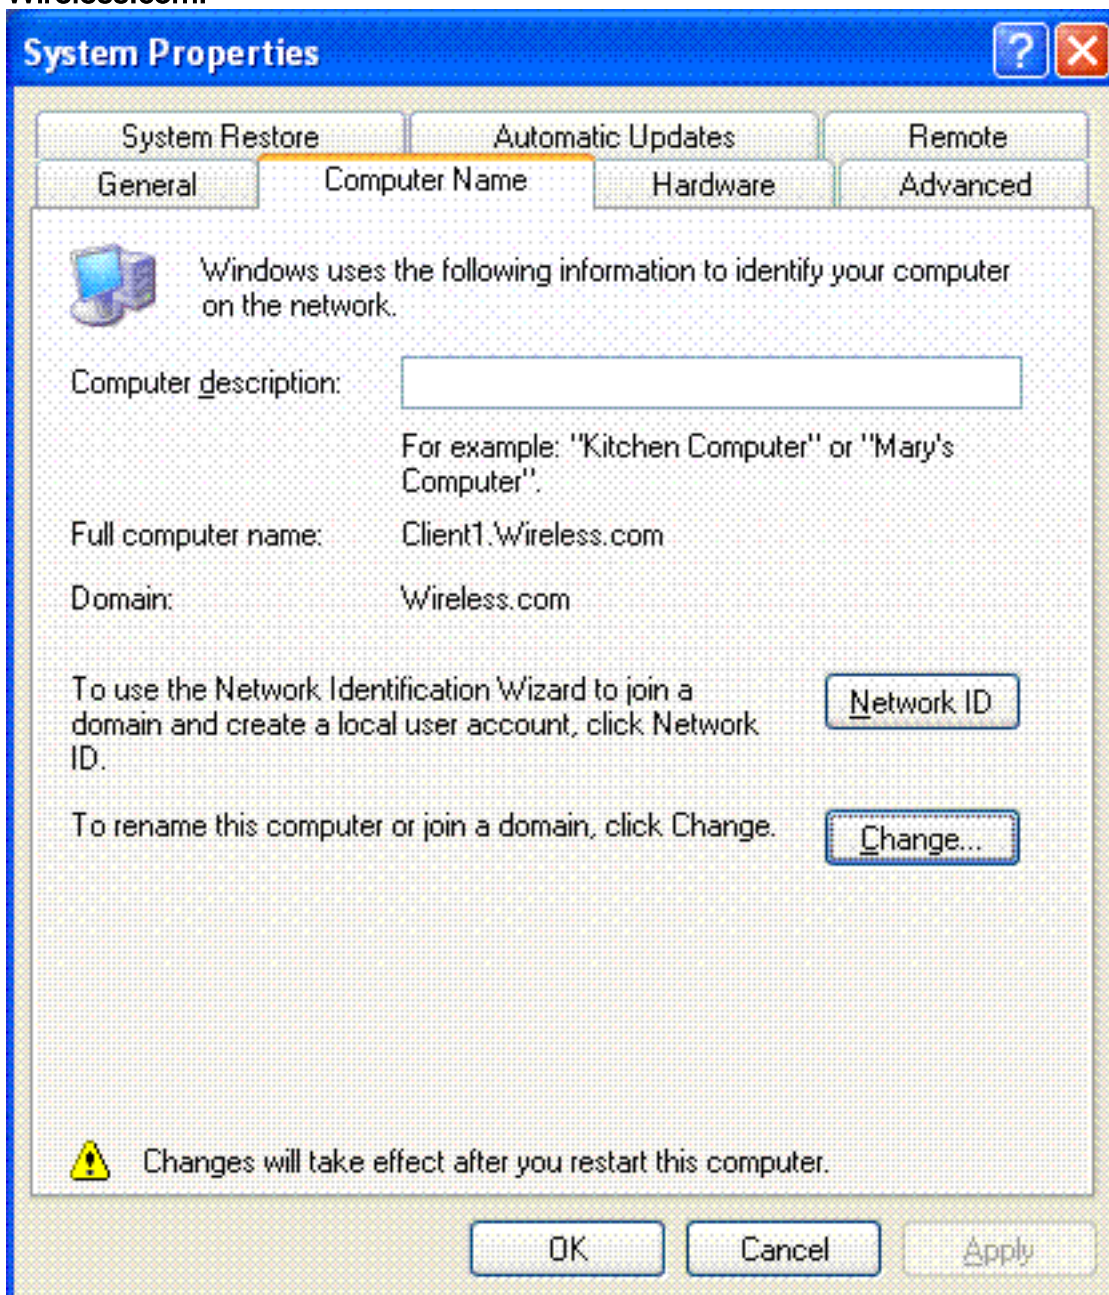 Wireless.com.
System Properties
System Restore Automatic Updates Remote
General Computer Name Hardware Advanced
Windows uses the following information to identify your computer
on the network.
Computer description:
For example: "Kitchen Computer" or "Mary's
Computer".
Full computer name: Client1.Wireless.com
Domain: Wireless.com
To use the Network Identification Wizard to join a
domain and create a local user account, click Network
ID.
Network ID
To rename this computer or join a domain, click Change.
Change...
Changes will take effect after you restart this computer.
OK Cancel Apply